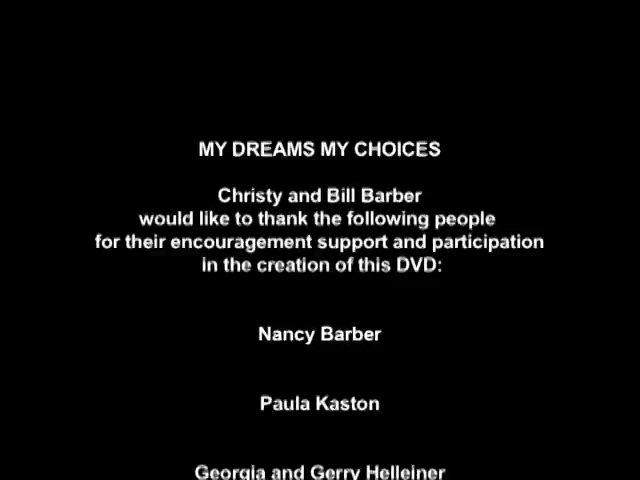 MY DREAMS MY CHOICES
Christy and Bill Barber
would like to thank the following people
for their encouragement support and participation
in the creation of this DVD:
Nancy Barber
Paula Kaston
Georgia and Gerry Helleiner